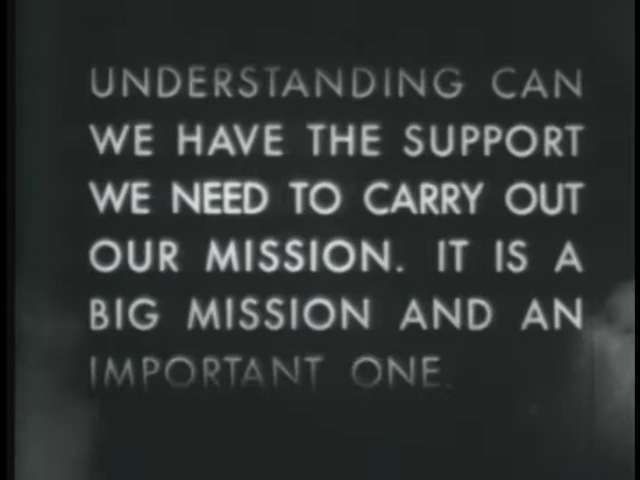 UNDERSTANDING CAN
WE HAVE THE SUPPORT
WE NEED TO CARRY OUT
OUR MISSION. IT IS A
BIG MISSION AND AN
IMPORTANT ONE.